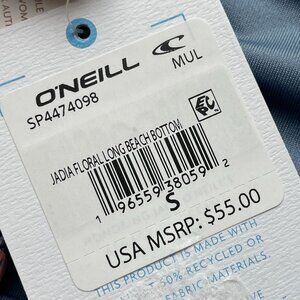 O'NEILL
SP4474098
MUL
JADIA FLORAL LONG BEACH BOTTOM
1 96559 38059 2
S
USA MSRP: $55.00
THIS PRODUCT IS MADE WITH
RECYCLED OR
FABRIC MATERIALS.